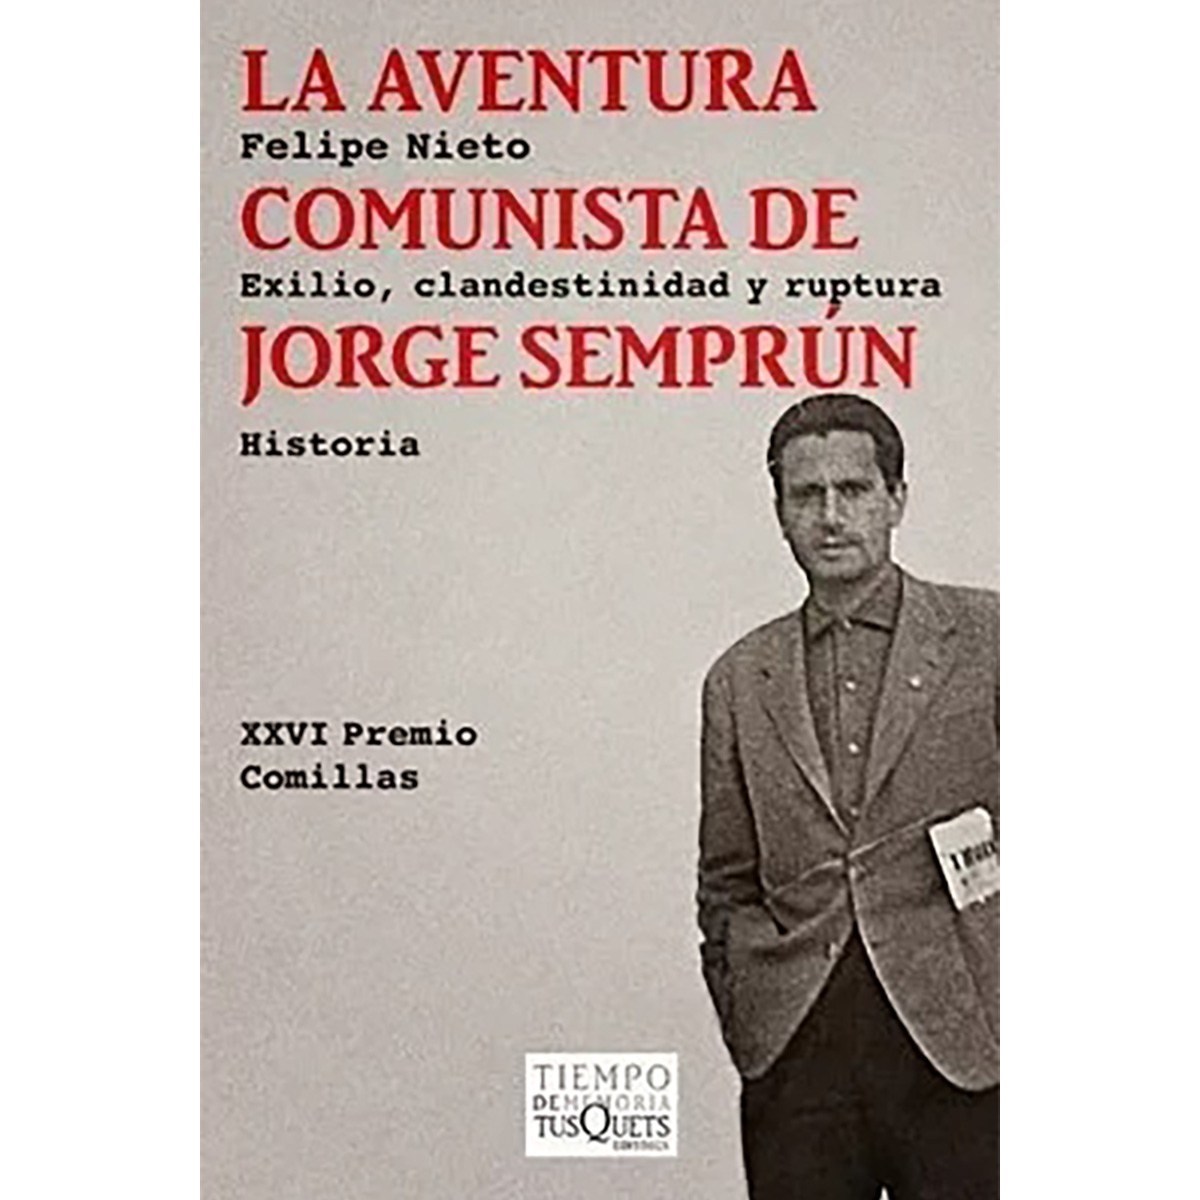 LA AVENTURA
Felipe Nieto
COMUNISTA DE
Exilio, clandestinidad y ruptura
JORGE SEMPRÚN
Historia
XXVI Premio
Comillas
TIEMPO
DE MEMORIA
TUSQUETS
EDITORES